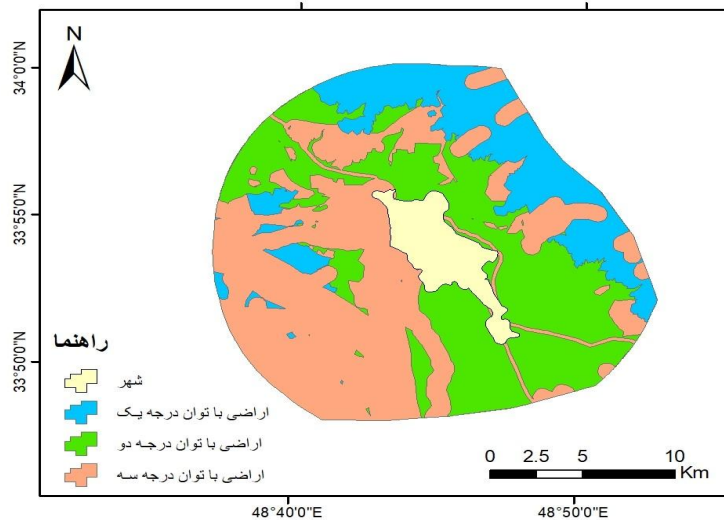 N
34°0'0"N
33°55'0"N
33°50'0"N
راهنما
شهر
اراضی با توان درجه یک
اراضی با توان درجه دو
اراضی با توان درجه سه
0 2.5 5 10
Km
48°40'0"E 48°50'0"E